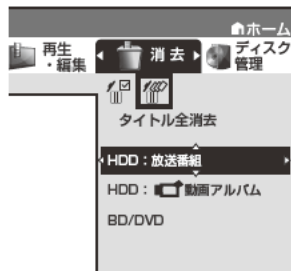 ホーム
再生
・編集
消去
ディスク
管理
タイトル全消去
HDD：放送番組
HDD：動画アルバム
BD/DVD